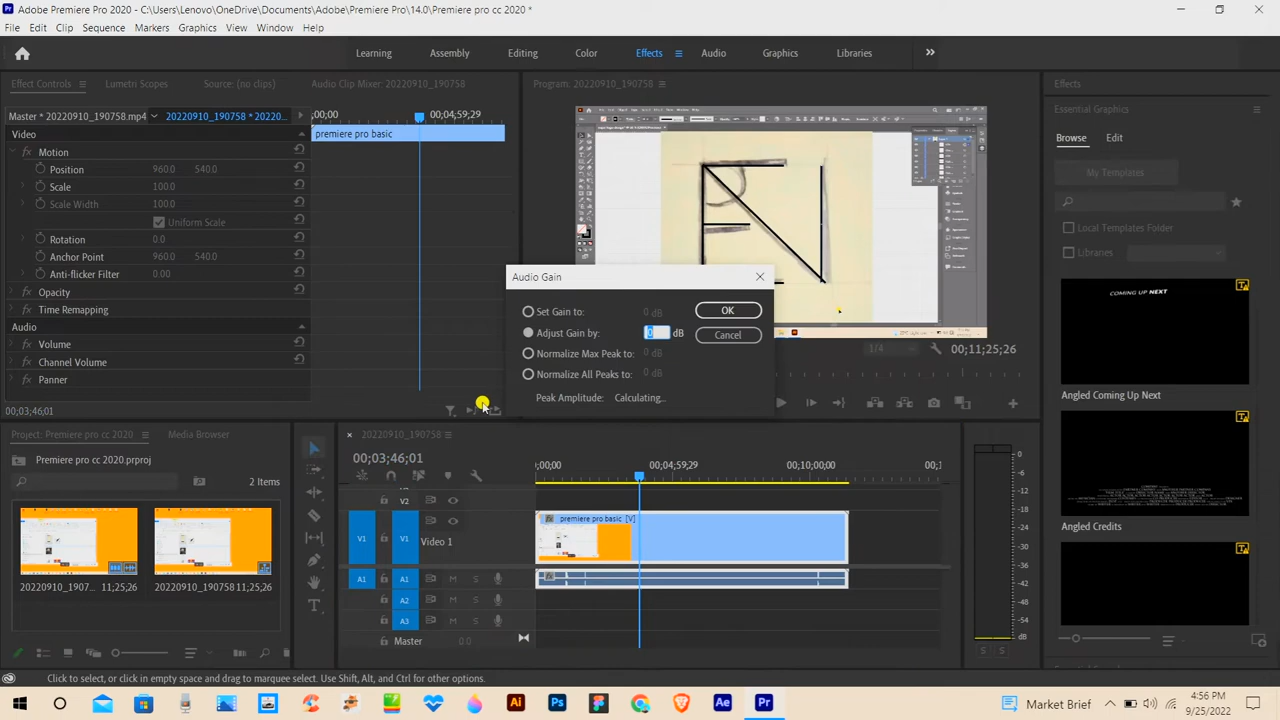 Adobe Premiere Pro 2020 - C:\Users\Lenovo\OneDrive\Documents\Adobe\Premiere Pro\14.0\Premiere pro cc 2020 *
File Edit Clip Sequence Markers Graphics View Window Help
Learning Assembly Editing Color Effects Audio Graphics Libraries
Effect Controls Lumetri Scopes Source: (no clips) Audio Clip Mixer: 20220910_190758
Program: 20220910_190758
Effects
Master * 20220910_190758.mp4 20220910_190758 * 20220... ;00;00 00;04;59;29
Essential Graphics
Video premiere pro basic
Browse Edit
Motion
Position 960.0 540.0
My Templates
Scale 100.0
Scale Width 100.0
Uniform Scale
Local Templates Folder
Rotation 0.0
Libraries
Anchor Point 960.0 540.0
Anti-flicker Filter 0.00
Opacity
Time Remapping
Audio
Volume
Channel Volume
Panner
00;03;46;01
Audio Gain
Set Gain to: 0 dB OK
Adjust Gain by: 0 dB Cancel
Normalize Max Peak to: 0 dB
Normalize All Peaks to: 0 dB
Peak Amplitude: Calculating...
1/4 00;11;25;26
COMING UP NEXT
Angled Coming Up Next
Angled Credits
Project: Premiere pro cc 2020 Media Browser
Premiere pro cc 2020.prproj
2 Items
20220910_1907... 11;25;26 20220910_190758 11;25;26
20220910_190758
00;03;46;01
;00;00 00;04;59;29 00;10;00;00 00;1
V2
V1 V1 Video 1
premiere pro basic [V]
A1 A1 M S
A2 M S
A3 M S
Master 0.0
0
-6
-12
-18
-24
-30
-36
-42
-48
-54
dB
S S
Click to select, or click in empty space and drag to marquee select. Use Shift, Alt, and Ctrl for other options.
Ai Ps Ae Pr
Market Brief
4:56 PM
9/25/2022